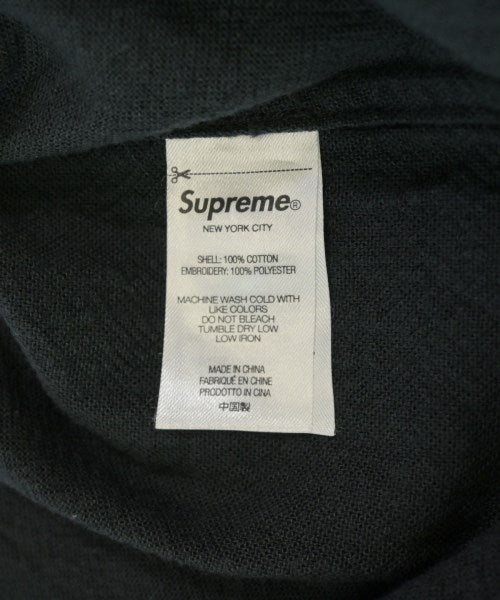 Supreme®
NEW YORK CITY
SHELL: 100% COTTON
EMBROIDERY: 100% POLYESTER
MACHINE WASH COLD WITH
LIKE COLORS
DO NOT BLEACH
TUMBLE DRY LOW
LOW IRON
MADE IN CHINA
FABRIQUÉ EN CHINE
PRODOTTO IN CINA
中国製